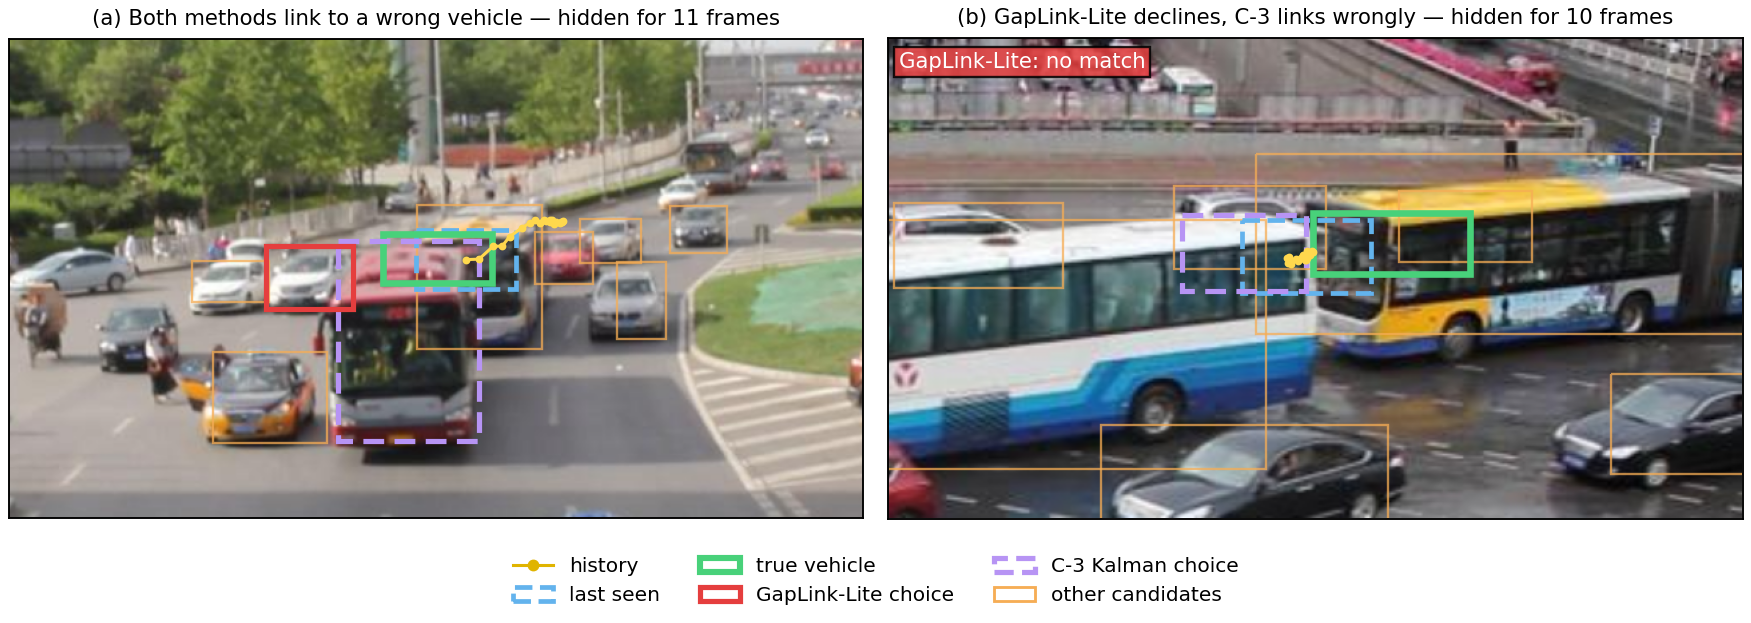 (a) Both methods link to a wrong vehicle — hidden for 11 frames
(b) GapLink-Lite declines, C-3 links wrongly — hidden for 10 frames
GapLink-Lite: no match
history
last seen
true vehicle
GapLink-Lite choice
C-3 Kalman choice
other candidates